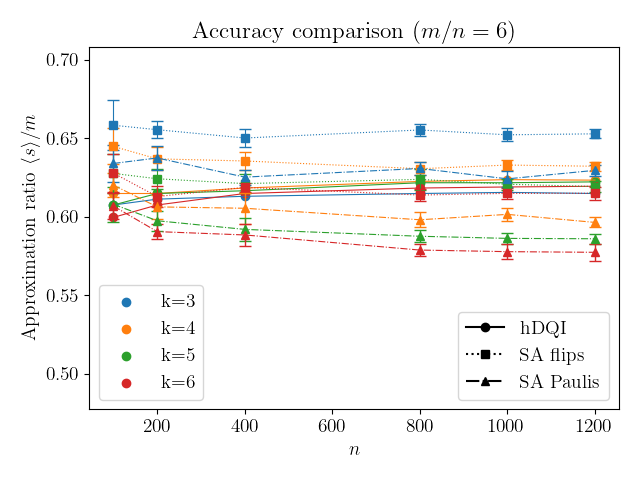 Accuracy comparison (m/n = 6)
Approximation ratio ⟨s⟩/m
0.70
0.65
0.60
0.55
0.50
k=3
k=4
k=5
k=6
hDQI
SA flips
SA Paulis
200
400
600
800
1000
1200
n